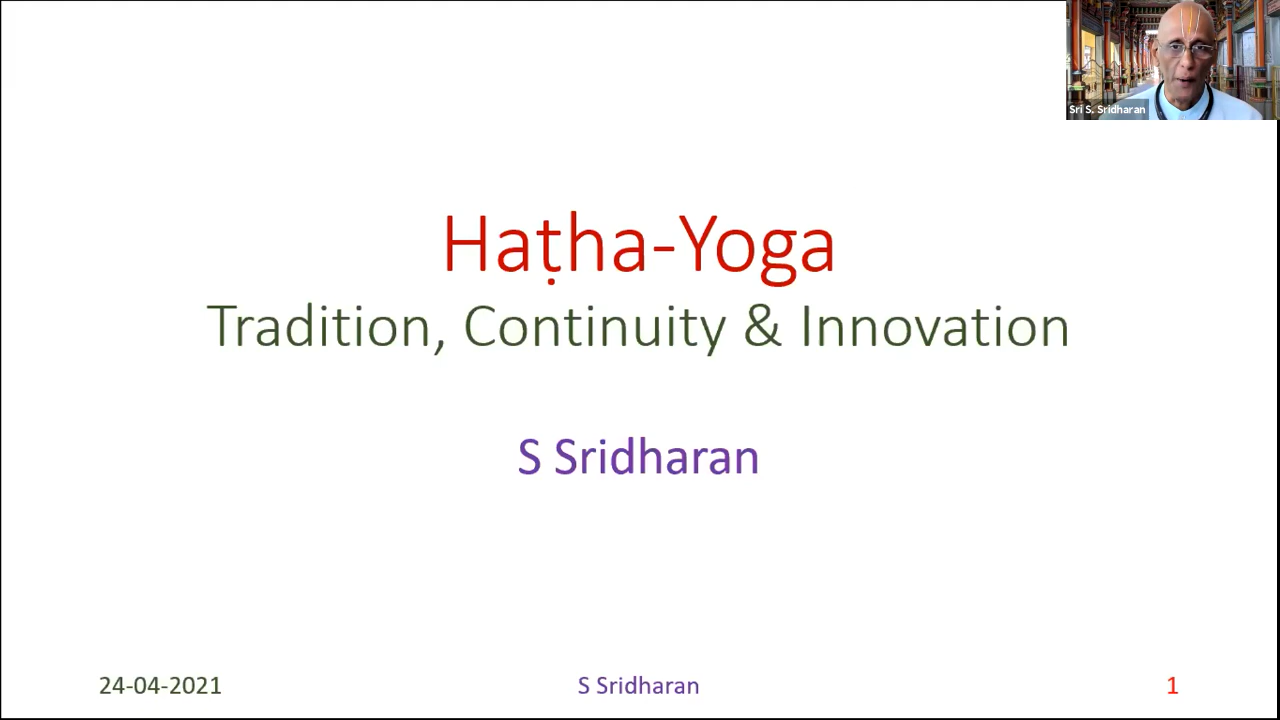 Sri S. Sridharan
Haṭha-Yoga
Tradition, Continuity & Innovation
S Sridharan
24-04-2021
S Sridharan
1